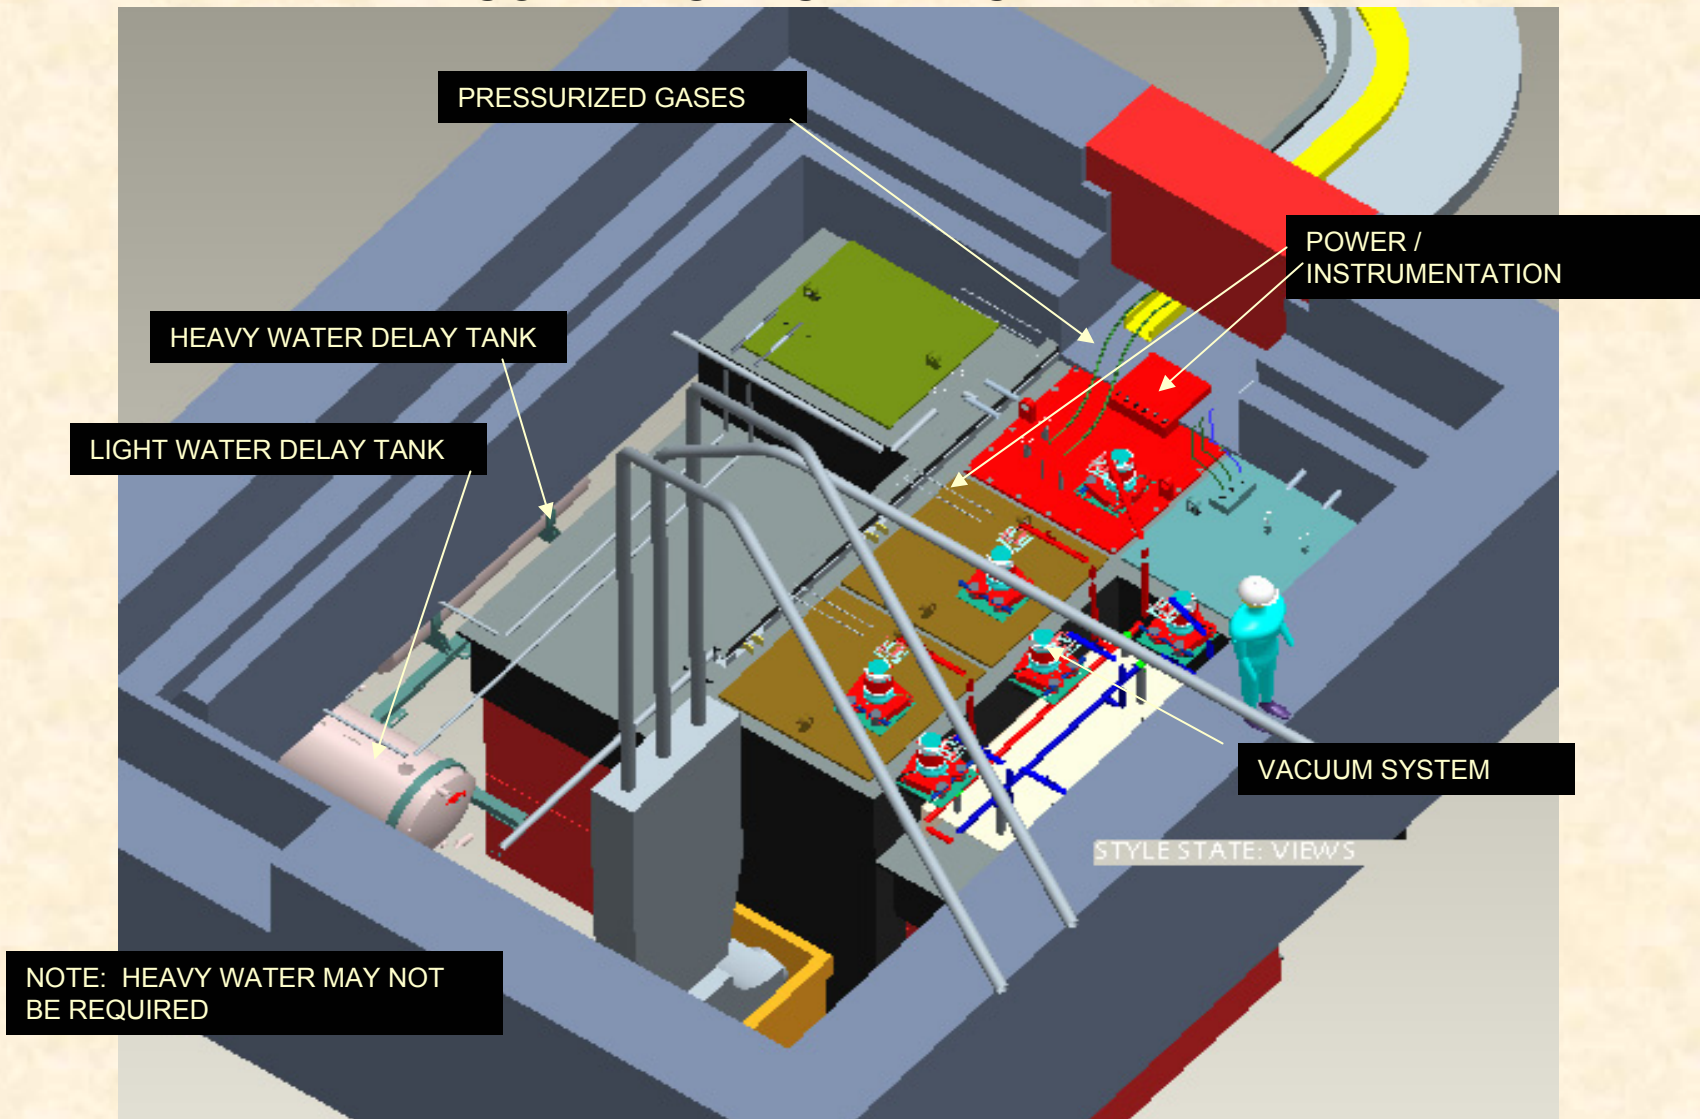 PRESSURIZED GASES
POWER /
INSTRUMENTATION
HEAVY WATER DELAY TANK
LIGHT WATER DELAY TANK
VACUUM SYSTEM
STYLE STATE: VIEWS
NOTE:  HEAVY WATER MAY NOT
BE REQUIRED